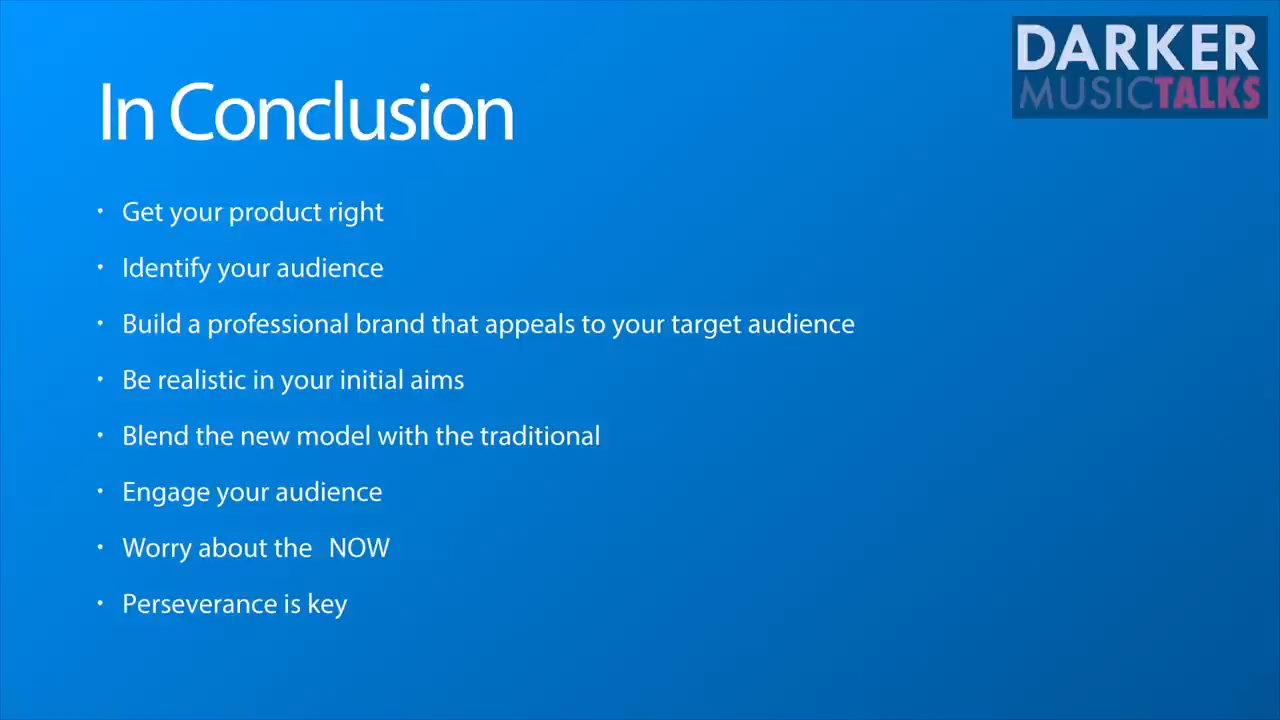 DARKER
MUSICTALKS
In Conclusion
• Get your product right
• Identify your audience
• Build a professional brand that appeals to your target audience
• Be realistic in your initial aims
• Blend the new model with the traditional
• Engage your audience
• Worry about the NOW
• Perseverance is key